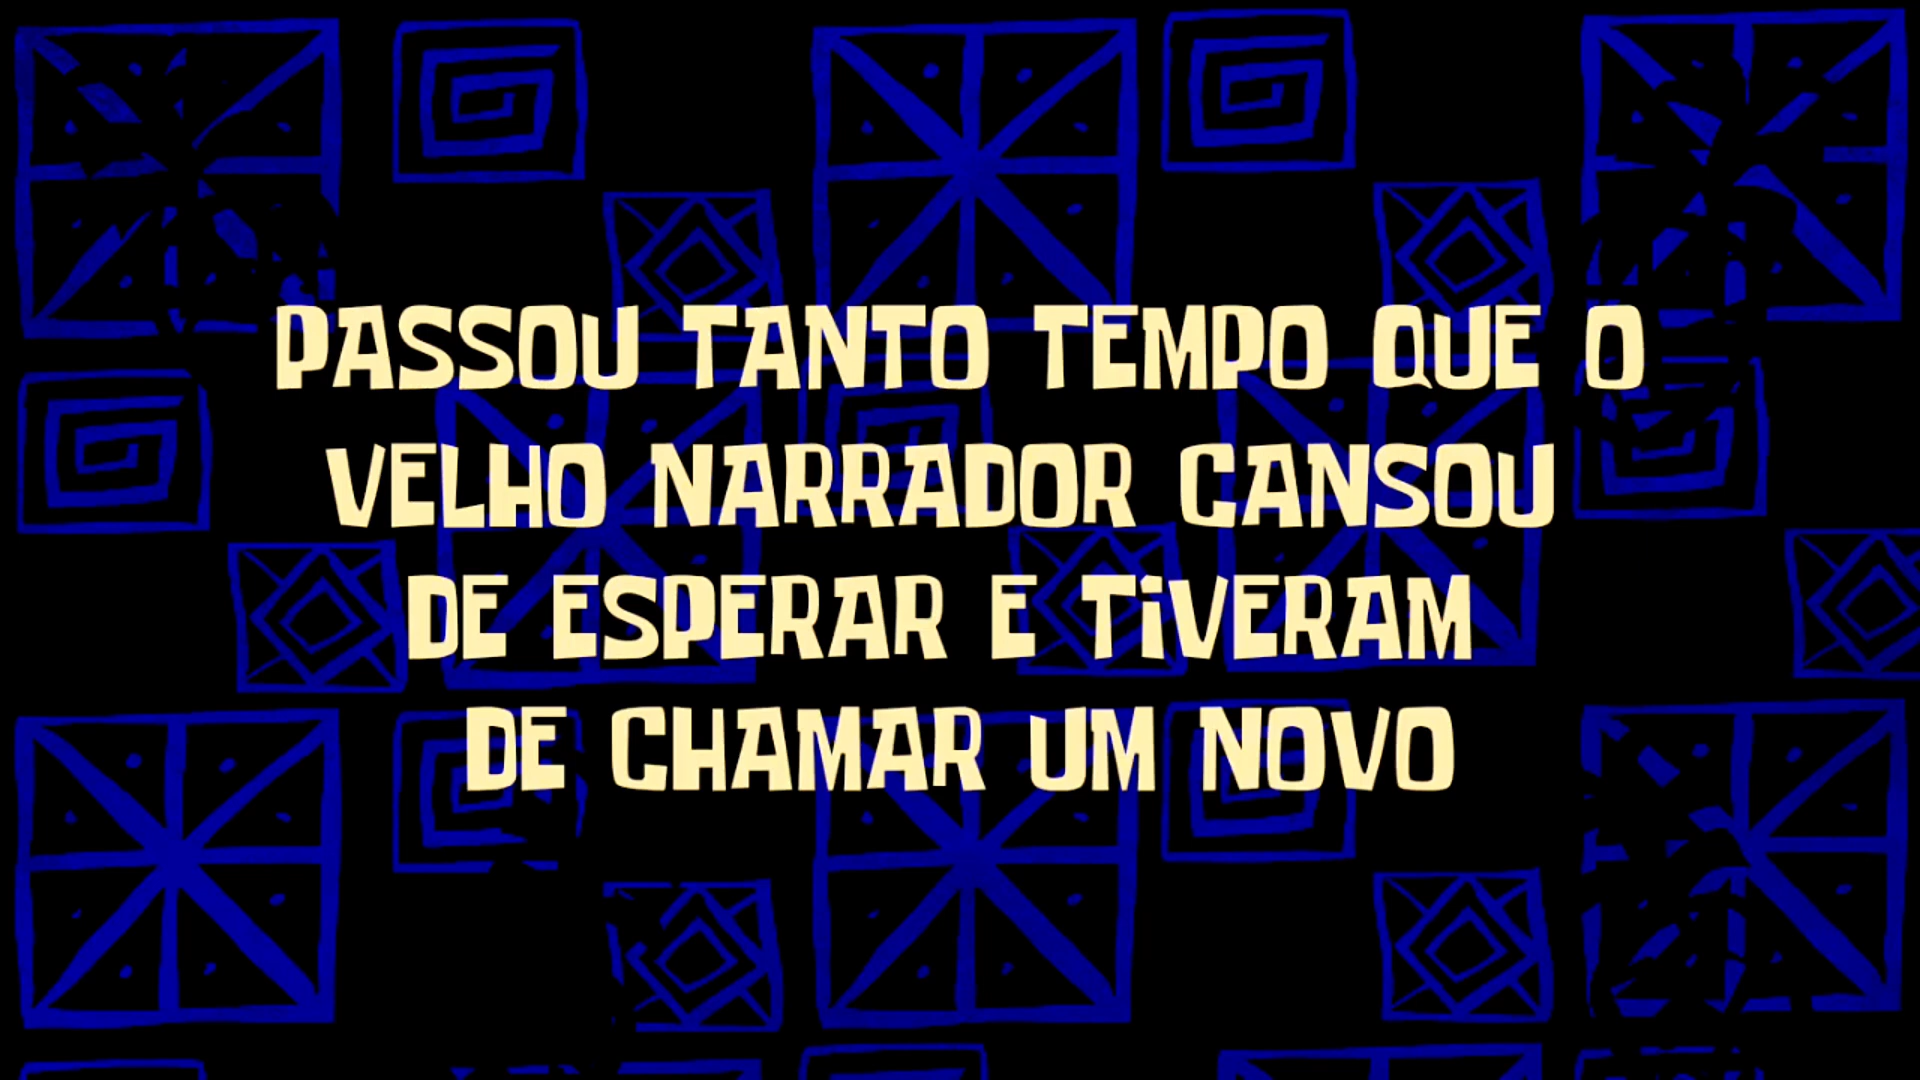 PASSOU TANTO TEMPO QUE O
VELHO NARRADOR CANSOU
DE ESPERAR E TiVERAM
DE CHAMAR UM NOVO